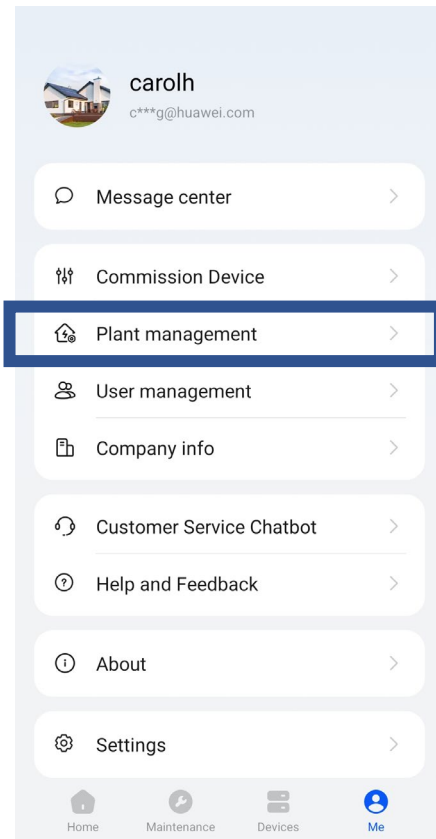 carolh
c***g@huawei.com
Message center
Commission Device
Plant management
User management
Company info
Customer Service Chatbot
Help and Feedback
About
Settings
Home Maintenance Devices Me